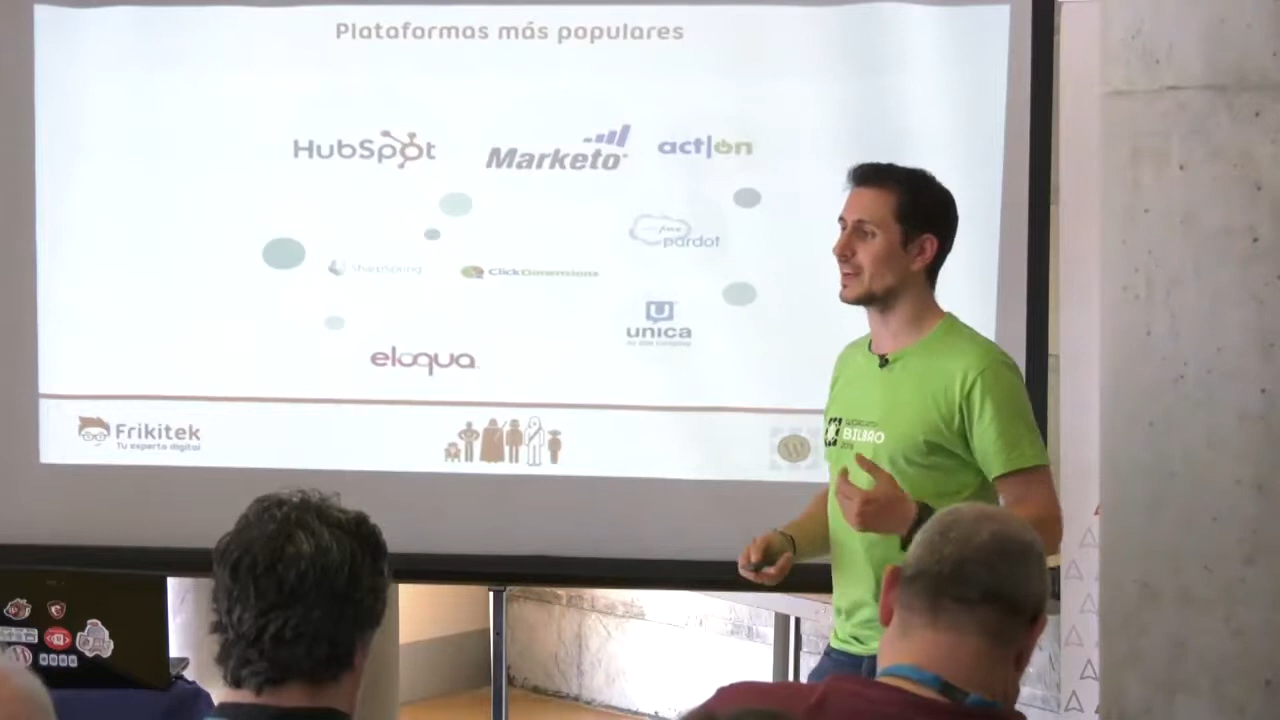 Plataformas más populares
HubSpot
Marketo
act|on
pardot
SharpSpring
ClickDimensions
unica
eloqua
Frikitek
Tu experto digital
BILBAO